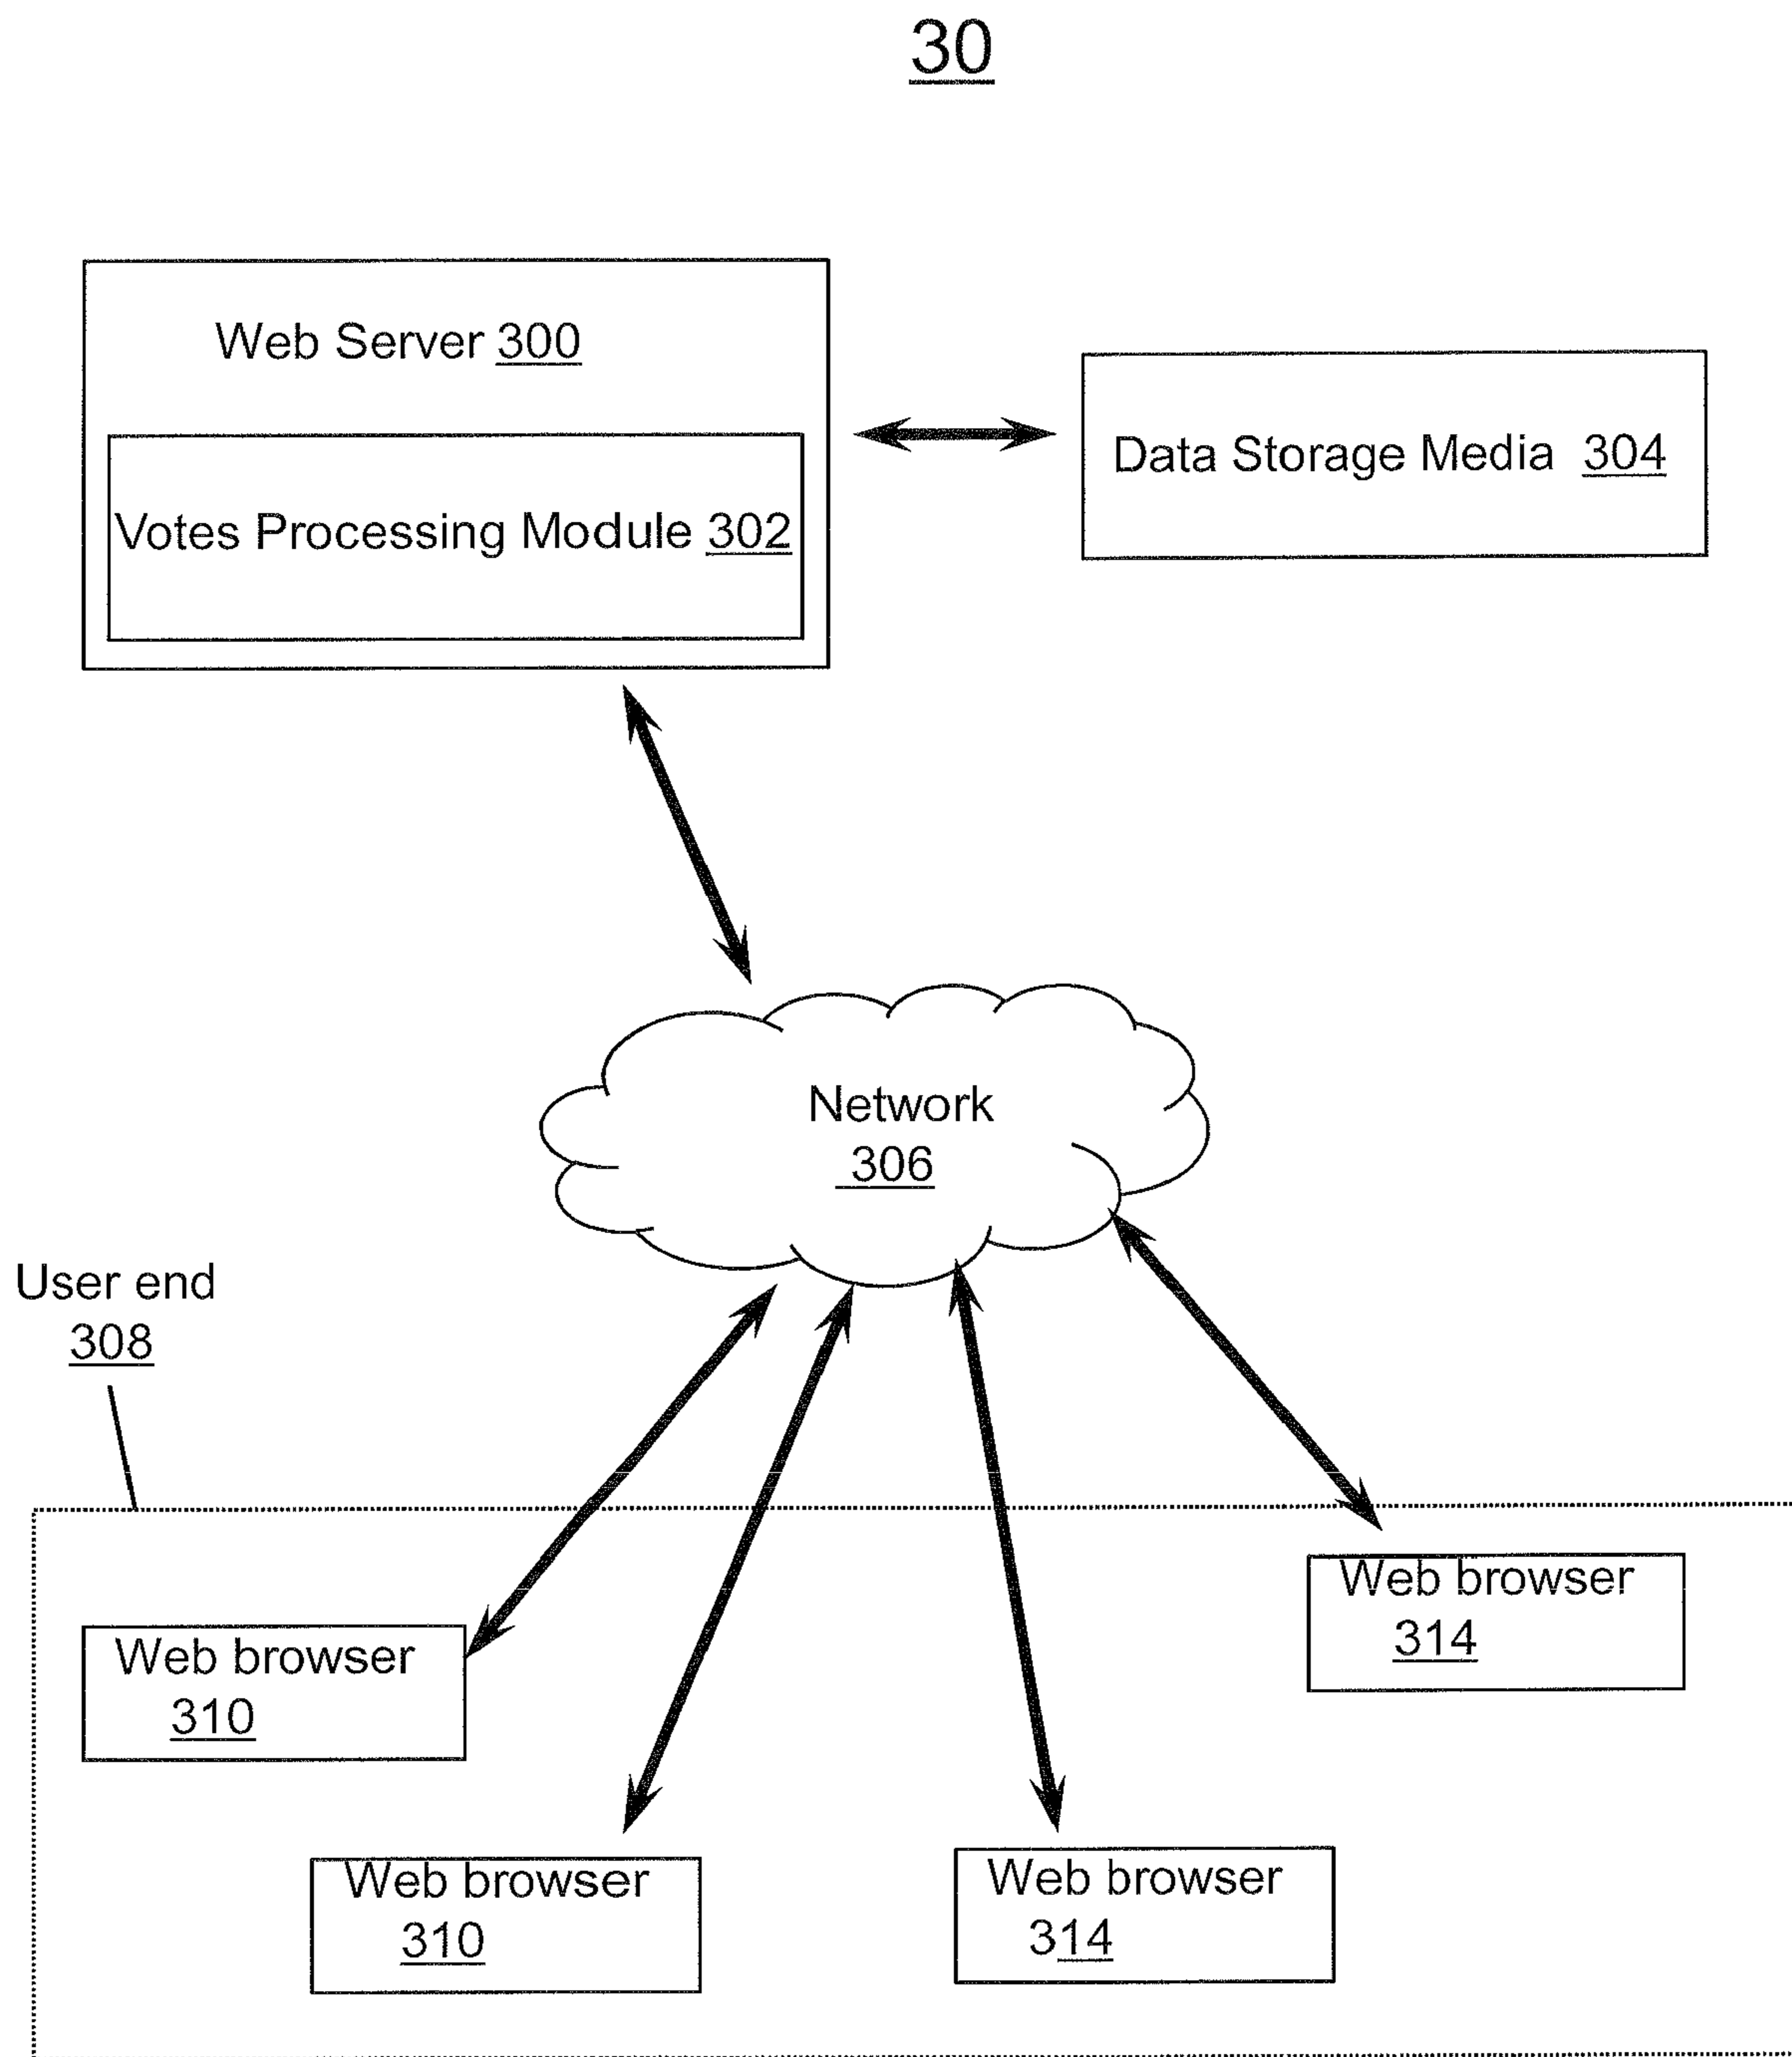 30
Web Server 300
Data Storage Media 304
Votes Processing Module 302
Network
306
User end
308
Web browser
314
Web browser
310
Web browser
310
Web browser
314